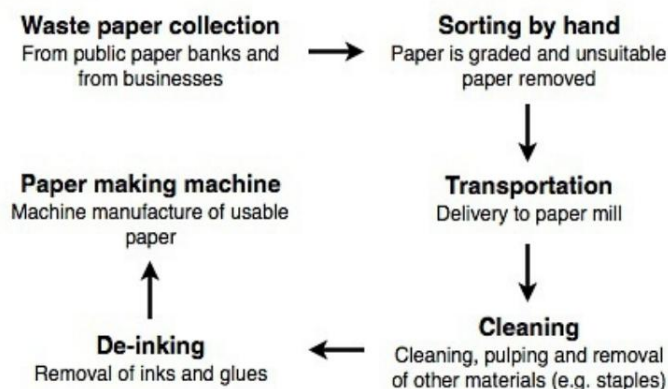 Waste paper collection
From public paper banks and
from businesses
Sorting by hand
Paper is graded and unsuitable
paper removed
Transportation
Delivery to paper mill
Cleaning
Cleaning, pulping and removal
of other materials (e.g. staples)
De-inking
Removal of inks and glues
Paper making machine
Machine manufacture of usable
paper